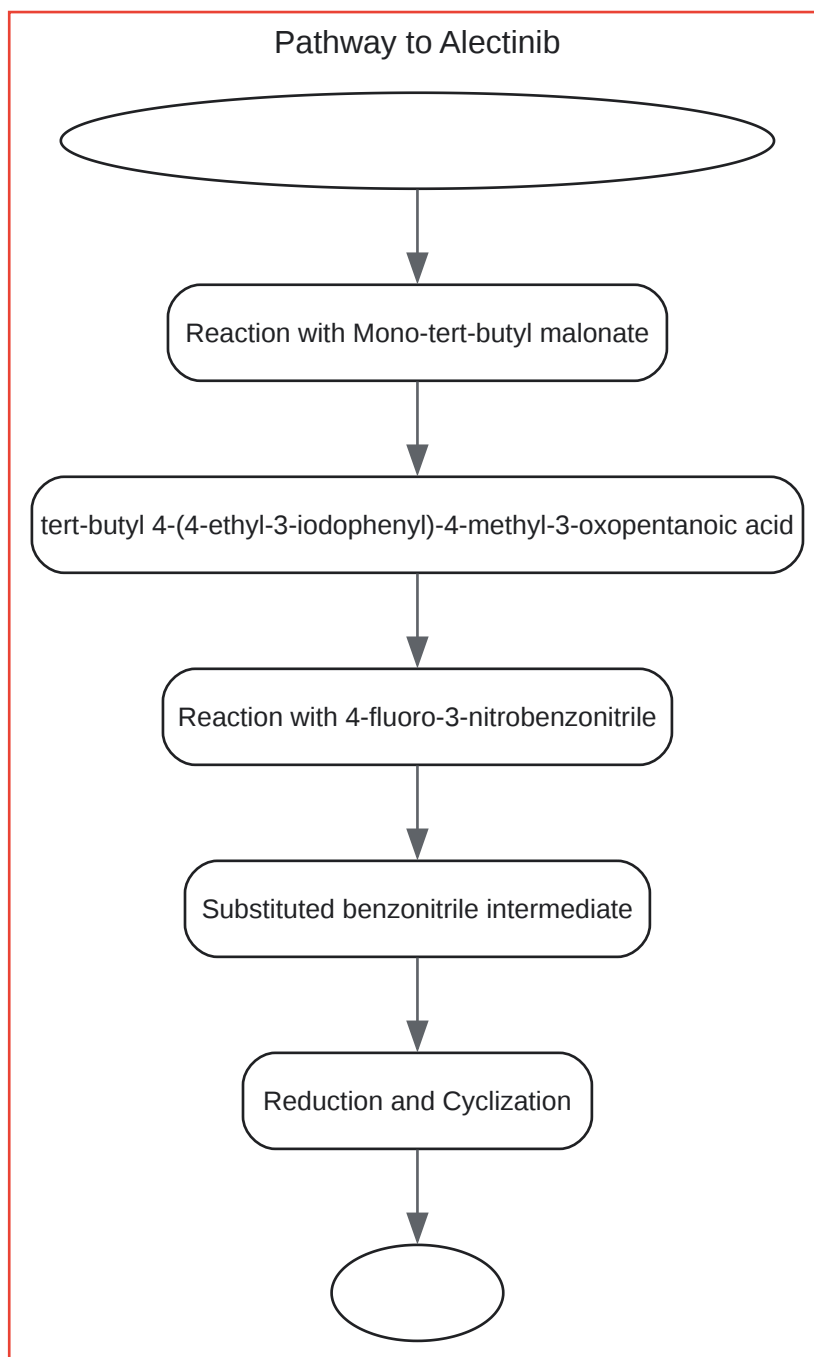 Pathway to Alectinib
Reaction with Mono-tert-butyl malonate
tert-butyl 4-(4-ethyl-3-iodophenyl)-4-methyl-3-oxopentanoic acid
Reaction with 4-fluoro-3-nitrobenzonitrile
Substituted benzonitrile intermediate
Reduction and Cyclization